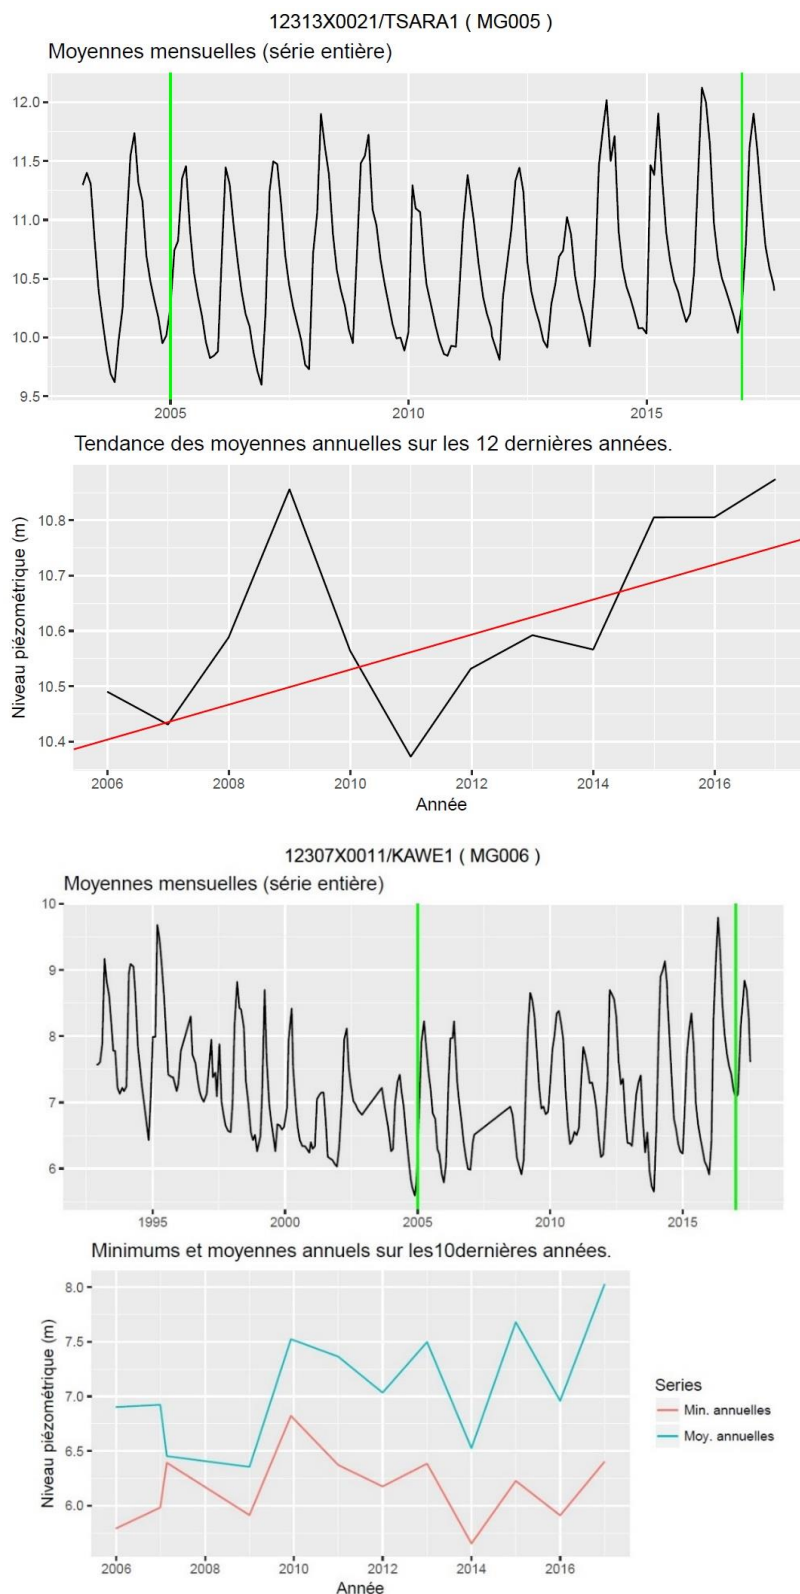 12313X0021/TSARA1 ( MG005 )
Moyennes mensuelles (série entière)
12.0
11.5
11.0
10.5
10.0
9.5
2005 2010 2015
Tendance des moyennes annuelles sur les 12 dernières années.
Niveau piézométrique (m)
10.8
10.7
10.6
10.5
10.4
2006 2008 2010 2012 2014 2016
Année
12307X0011/KAWE1 ( MG006 )
Moyennes mensuelles (série entière)
10
9
8
7
6
1995 2000 2005 2010 2015
Minimums et moyennes annuels sur les10dernières années.
Niveau piézométrique (m)
8.0
7.5
7.0
6.5
6.0
2006 2008 2010 2012 2014 2016
Année
Series
Min. annuelles
Moy. annuelles